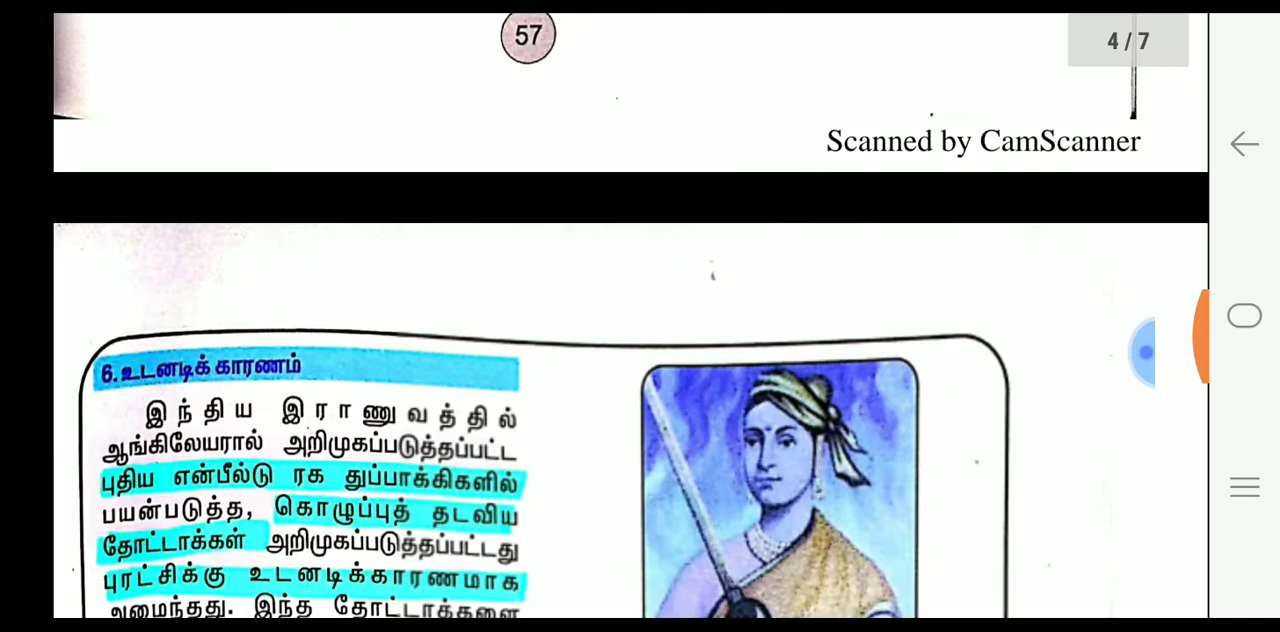 57
4 / 7
Scanned by CamScanner
6. உடனடிக் காரணம்
இந்திய இராணுவத்தில்
ஆங்கிலேயரால் அறிமுகப்படுத்தப்பட்ட
புதிய என்பீல்டு ரக துப்பாக்கிகளில்
பயன்படுத்த, கொழுப்புத் தடவிய
தோட்டாக்கள் அறிமுகப்படுத்தப்பட்டது
புரட்சிக்கு உடனடிக்காரணமாக
அமைந்தது. இந்த தோட்டாக்களை